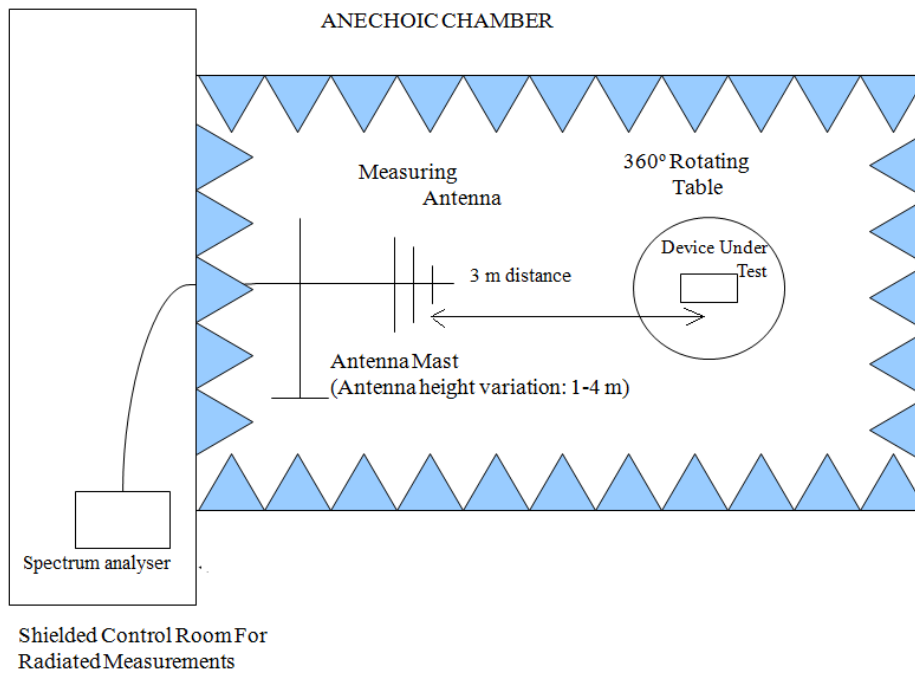 ANECHOIC CHAMBER
Measuring
Antenna
360º Rotating
Table
Device Under
Test
3 m distance
Antenna Mast
(Antenna height variation: 1-4 m)
Spectrum analyser
Shielded Control Room For
Radiated Measurements